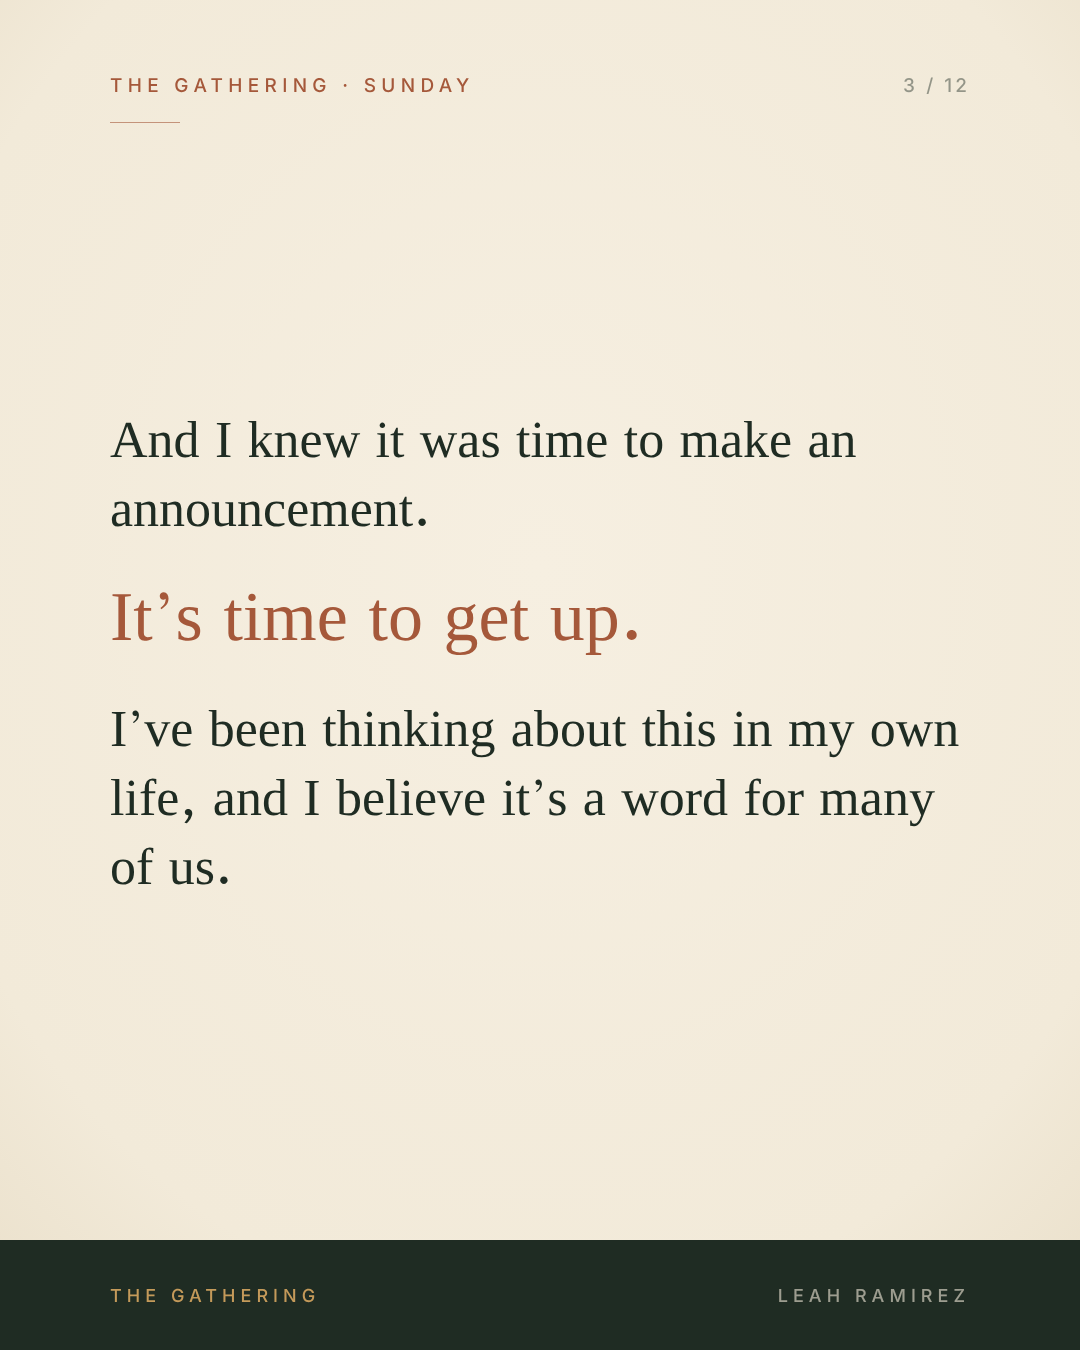 THE GATHERING · SUNDAY
3 / 12
And I knew it was time to make an
announcement.
It’s time to get up.
I’ve been thinking about this in my own
life, and I believe it’s a word for many
of us.
THE GATHERING
LEAH RAMIREZ